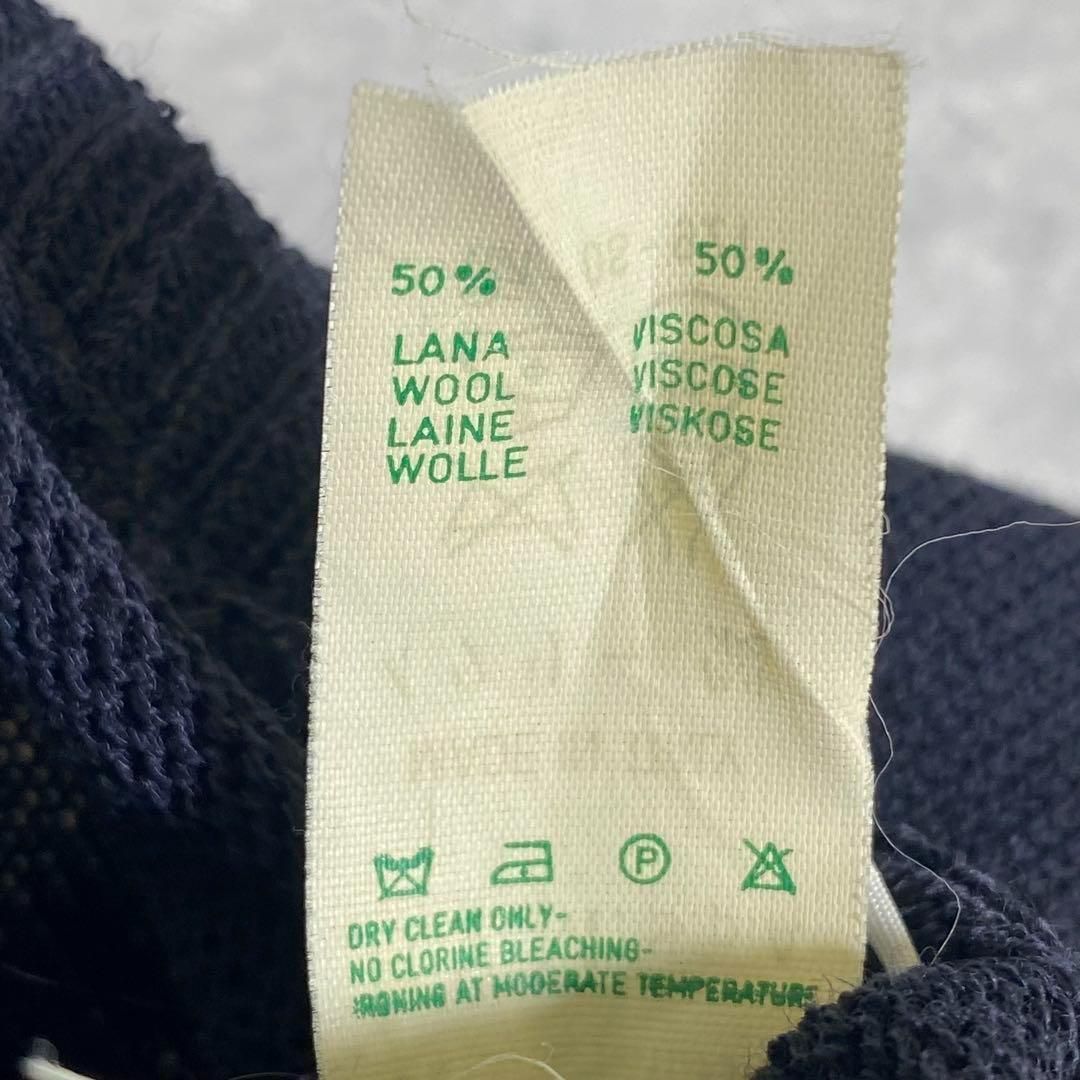 50%
LANA
WOOL
LAINE
WOLLE
50%
VISCOSA
VISCOSE
VISKOSE
P
DRY CLEAN ONLY-
NO CLORINE BLEACHING-
IRONING AT MODERATE TEMPERATURE